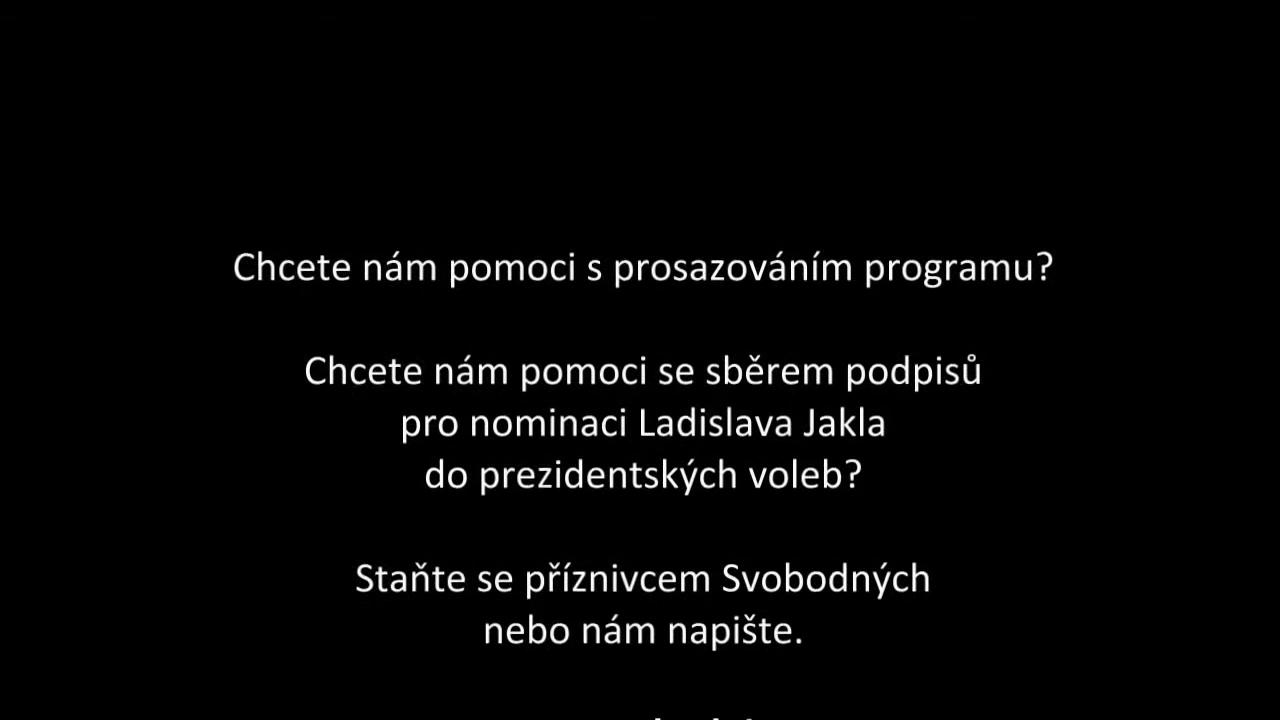 Chcete nám pomoci s prosazováním programu?
Chcete nám pomoci se sběrem podpisů
pro nominaci Ladislava Jakla
do prezidentských voleb?
Staňte se příznivcem Svobodných
nebo nám napište.